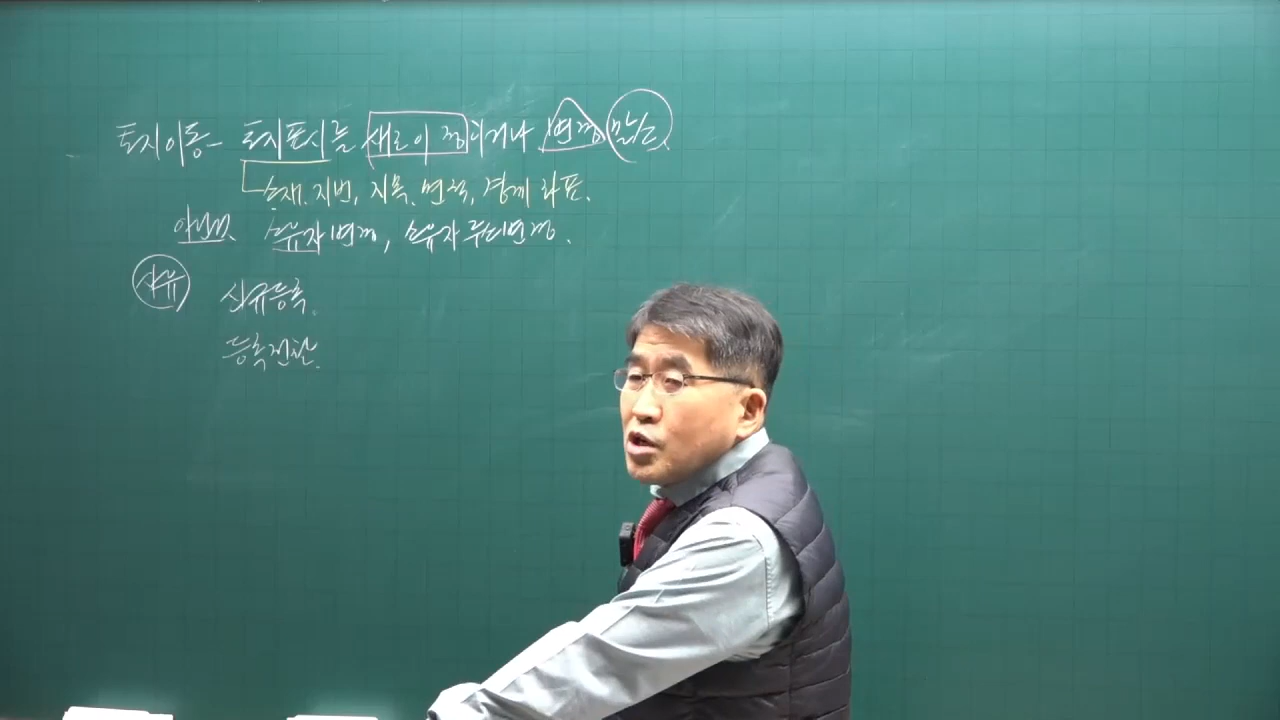 토지이동 - 토지표시를 새로이 정하거나 변경 말소.
소재. 지번, 지목, 면적, 경계 좌표.
아닌것 소유자변경, 소유자 주소변경.
사유 신규등록.
등록전환.